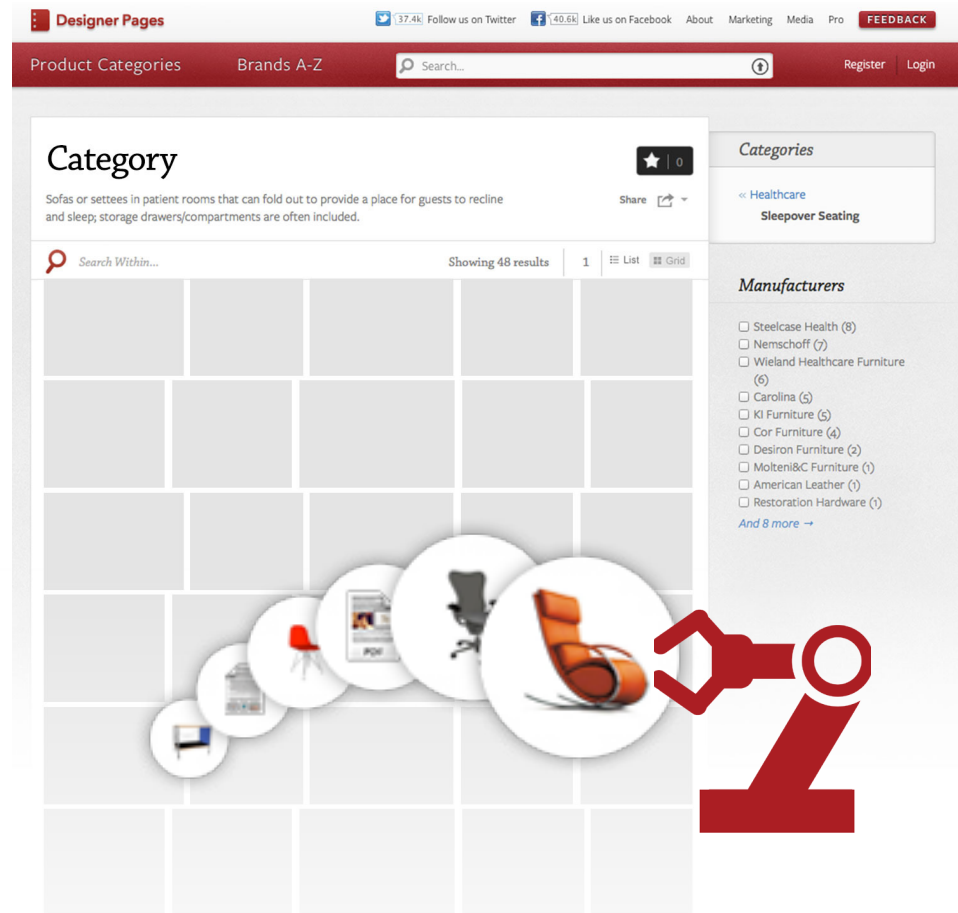 Designer Pages
37.4k Follow us on Twitter 40.6k Like us on Facebook About Marketing Media Pro FEEDBACK
Product Categories Brands A-Z Search... Register Login
Category
0
Sofas or settees in patient rooms that can fold out to provide a place for guests to recline
and sleep; storage drawers/compartments are often included.
Share
Search Within...
Showing 48 results 1 List Grid
PDF
Categories
« Healthcare
Sleepover Seating
Manufacturers
Steelcase Health (8)
Nemschoff (7)
Wieland Healthcare Furniture
(6)
Carolina (5)
KI Furniture (5)
Cor Furniture (4)
Desiron Furniture (2)
Molteni&C Furniture (1)
American Leather (1)
Restoration Hardware (1)
And 8 more →